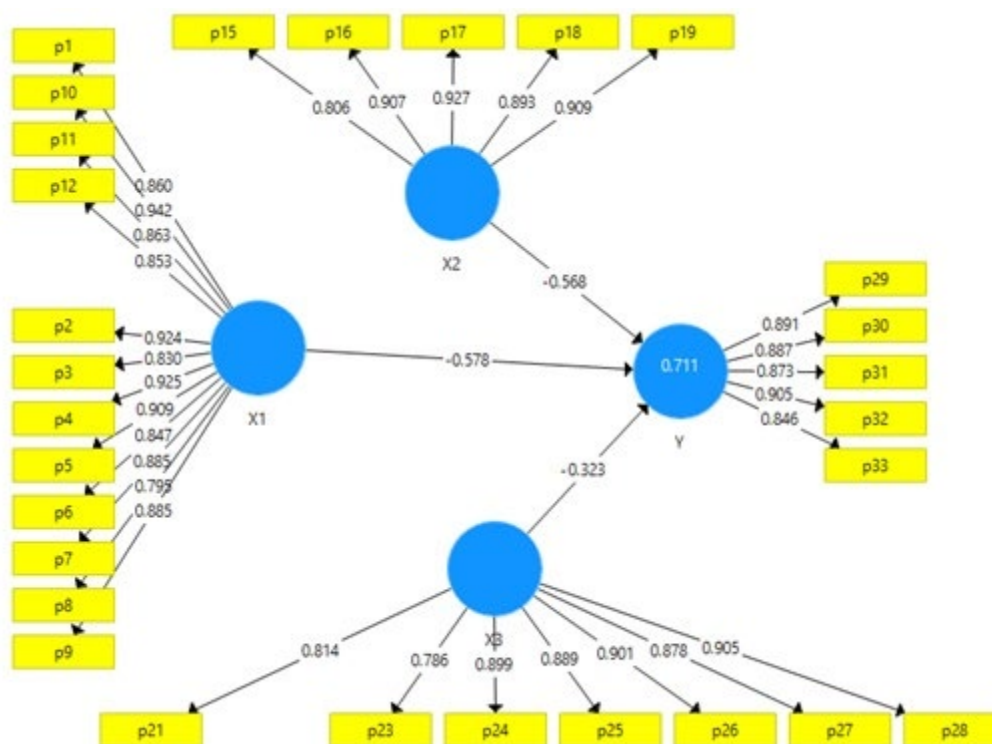 p1
p10
p11
p12
p15
p16
p17
p18
p19
0.806
0.907
0.927
0.893
0.909
0.860
0.942
0.863
0.853
X2
-0.568
p2
p3
p4
p5
p6
p7
p8
p9
0.924
0.830
0.925
0.909
0.847
0.885
0.795
0.885
X1
-0.578
0.711
Y
0.891
0.887
0.873
0.905
0.846
p29
p30
p31
p32
p33
-0.323
X3
0.814
0.786
0.899
0.889
0.901
0.878
0.905
p21
p23
p24
p25
p26
p27
p28